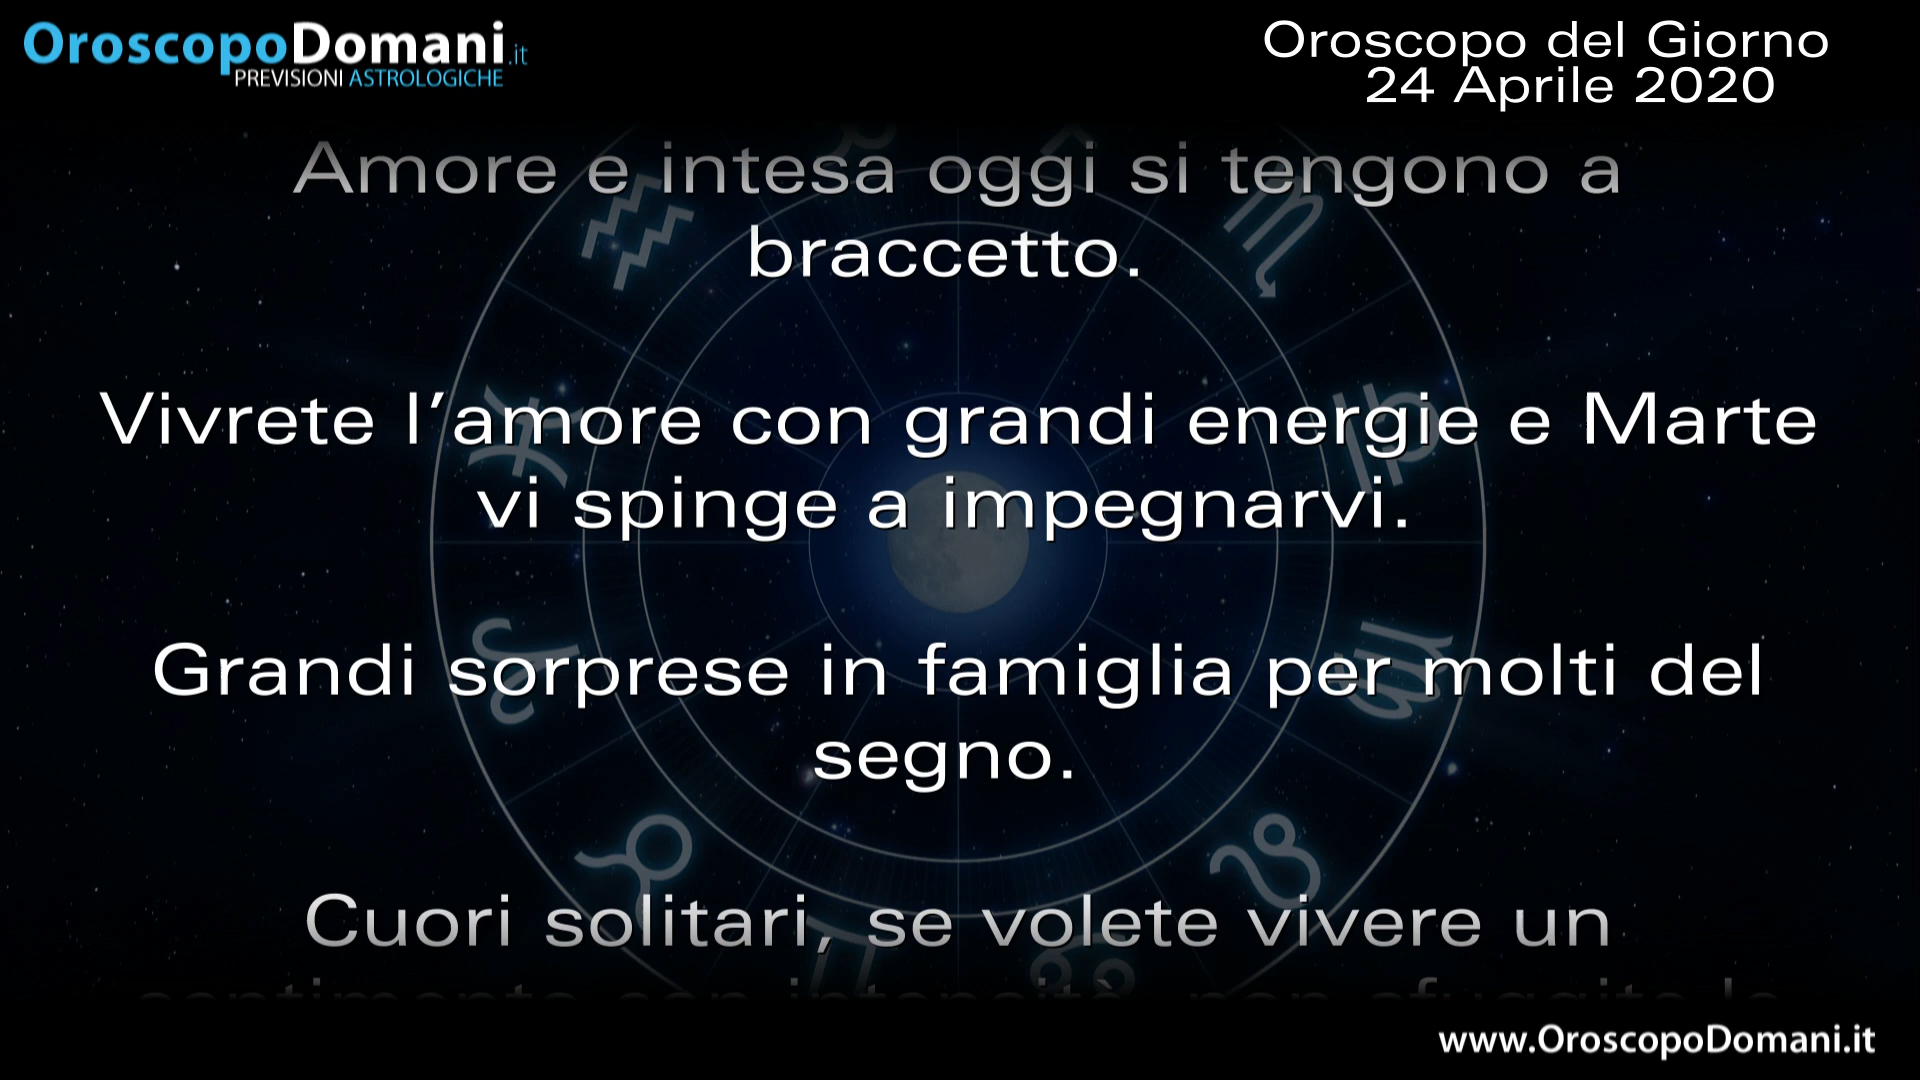 OroscopoDomani.it
PREVISIONI ASTROLOGICHE
Oroscopo del Giorno
24 Aprile 2020
Amore e intesa oggi si tengono a
braccetto.
Vivrete l’amore con grandi energie e Marte
vi spinge a impegnarvi.
Grandi sorprese in famiglia per molti del
segno.
Cuori solitari, se volete vivere un
www.OroscopoDomani.it